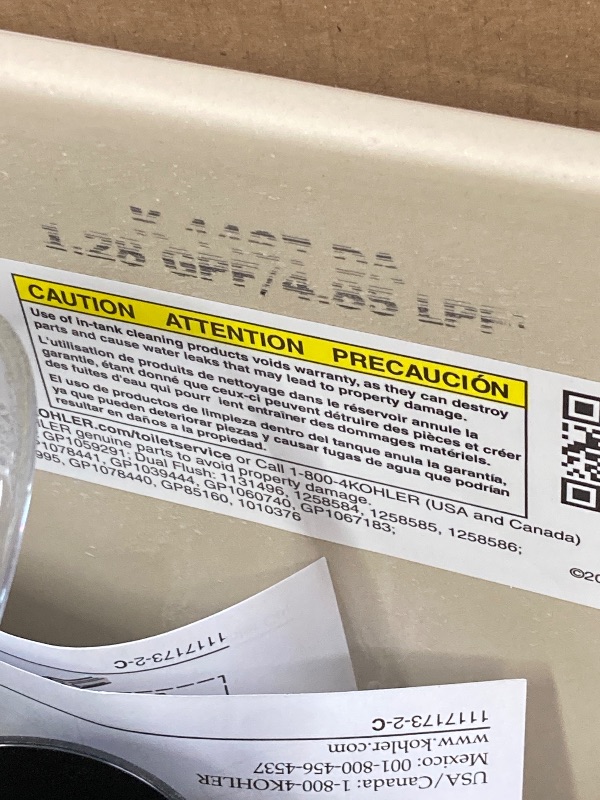 1.28 GPF/4.85 LPF
CAUTION ATTENTION PRECAUCIÓN
Use of in-tank cleaning products voids warranty, as they can destroy
parts and cause water leaks that may lead to property damage.
L'utilisation de produits de nettoyage dans le réservoir annule la
garantie, étant donné que ceux-ci peuvent détruire des pièces et créer
des fuites d'eau qui pourr lent entraîner des dommages matériels.
El uso de productos de limpieza dentro del tanque anula la garantía,
ya que pueden deteriorar piezas y causar fugas de agua que podrían
resultar en daños a la propiedad.
OHLER.com/toiletservice or Call 1-800-4KOHLER (USA and Canada)
LER genuine parts to avoid property damage.
GP1059291; Dual Flush: 1131496, 1258584, 1258585, 1258586;
1078441, GP1039444, GP1060740, GP1067183;
995, GP1078440, GP85160, 1010376
©20
1117173-2-C
1117173-2-C
www.kohler.com
Mexico: 001-800-456-4537
USA/Canada: 1-800-4KOHLER